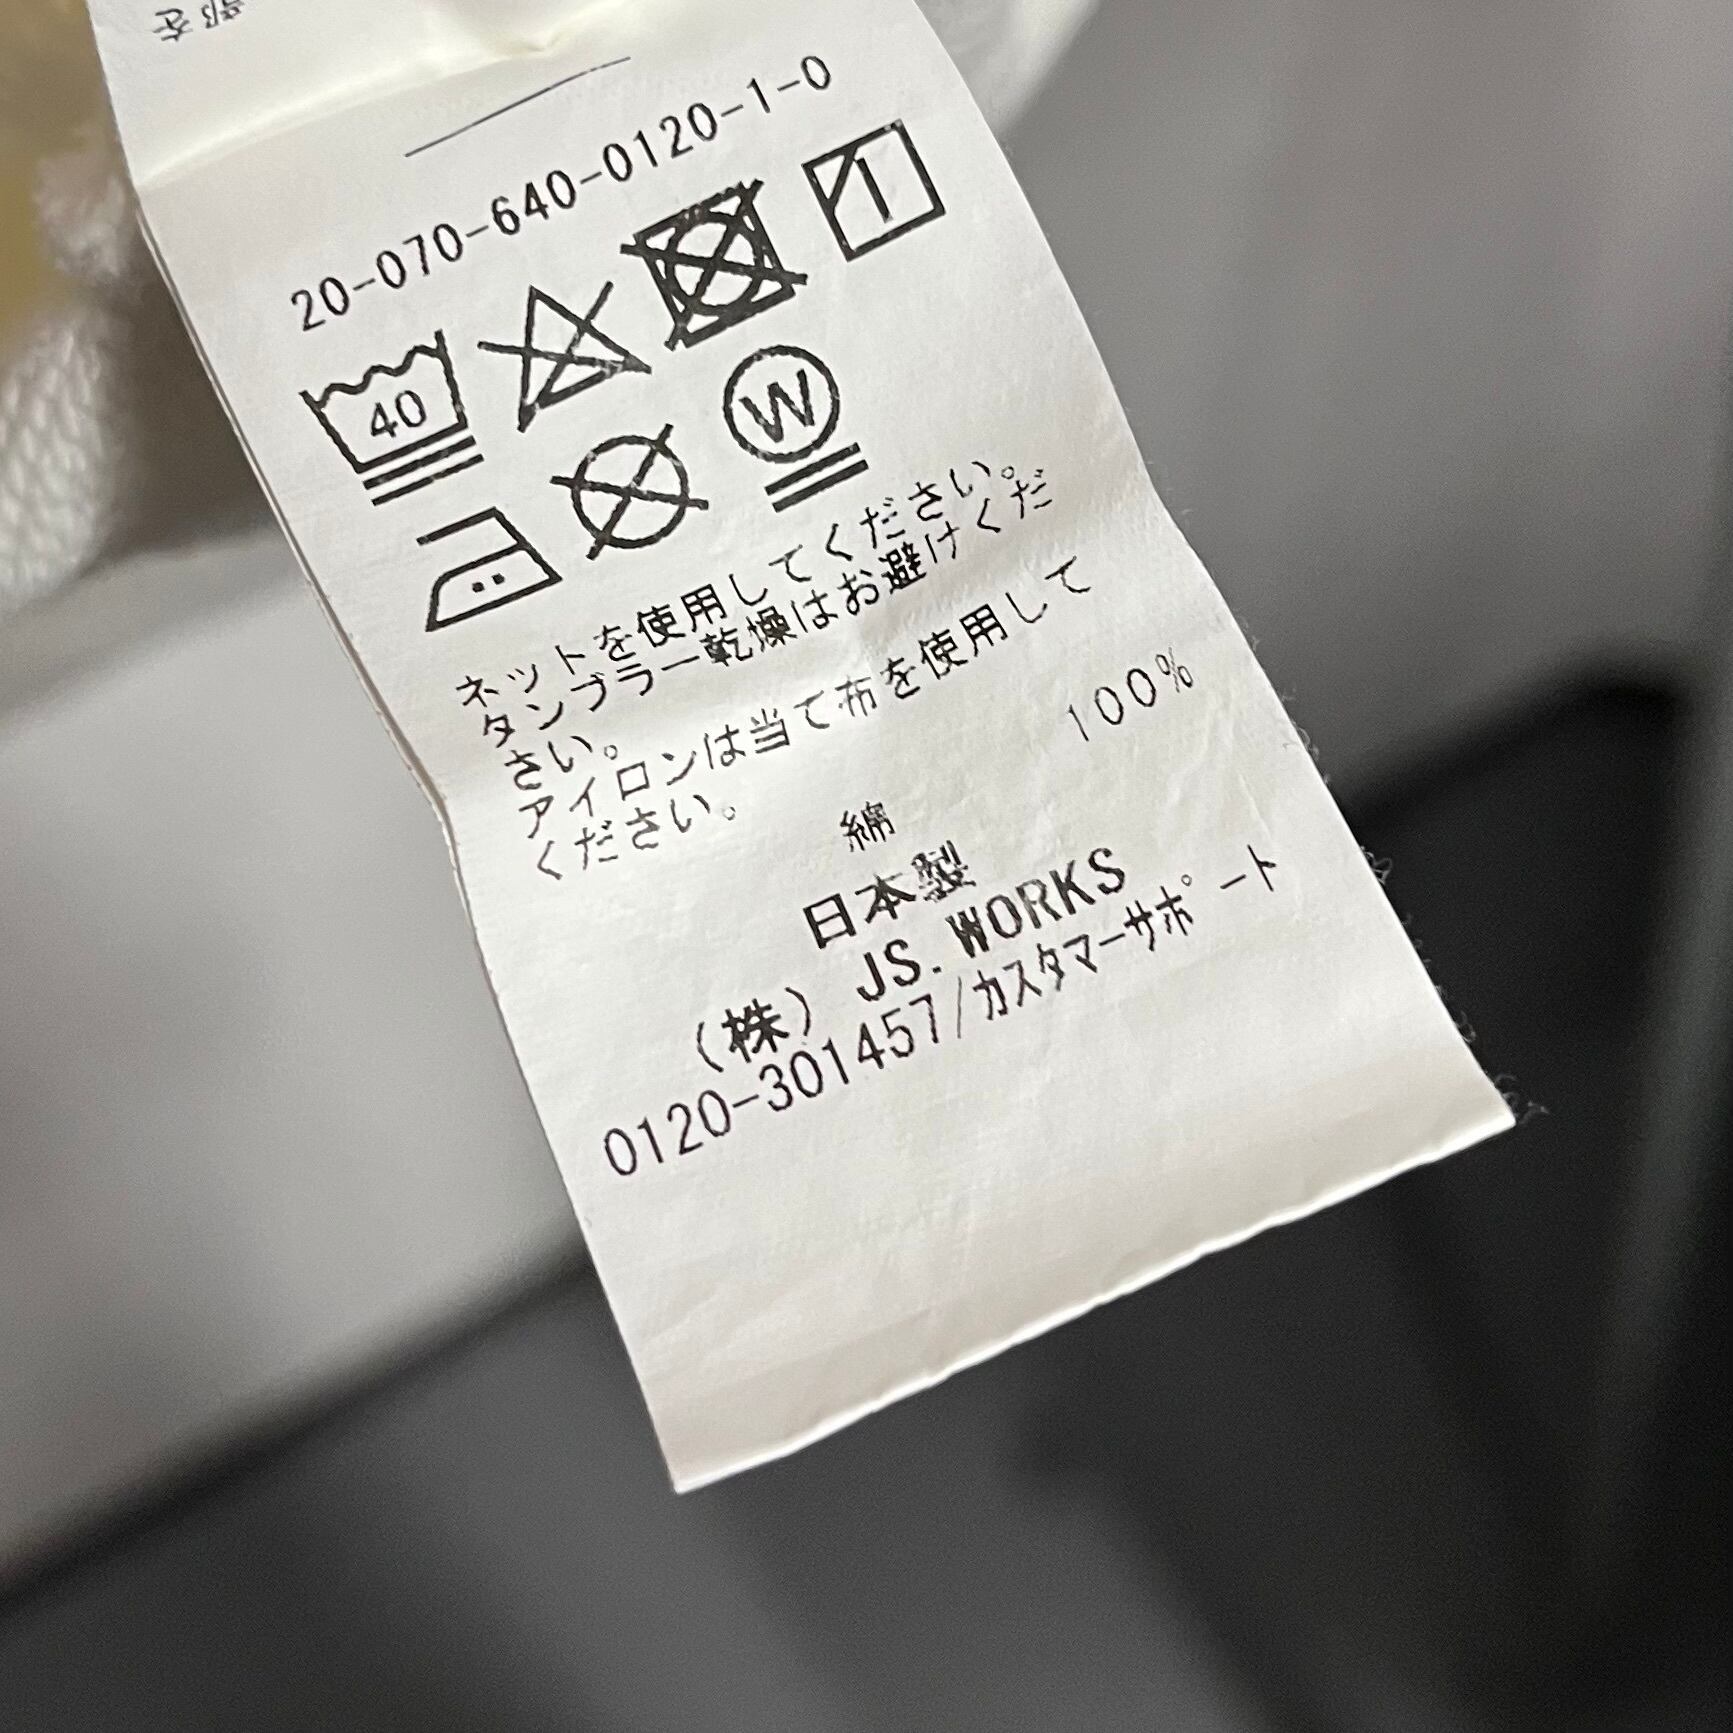 部を
20-070-640-0120-1-0
40
W
ネットを使用してください。
タンブラー乾燥はお避けくだ
さい。
アイロンは当て布を使用して
ください。
綿 100%
日本製
(株) JS. WORKS
0120-301457/カスタマーサポート